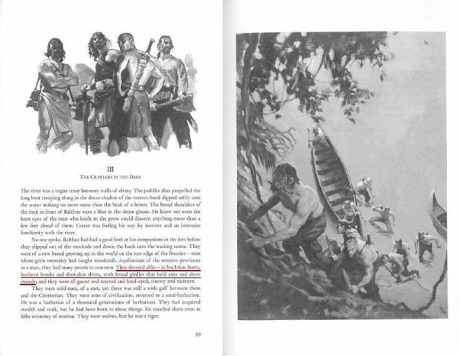 III
THE CRAWLERS IN THE DARK
The river was a vague trace between walls of ebony. The paddles that propelled the
long boat creeping along in the dense shadow of the eastern bank dipped softly into
the water, making no more noise than the beak of a heron. The broad shoulders of
the man in front of Balthus were a blur in the dense gloom. He knew not even the
keen eyes of the man who knelt in the prow could discern anything more than a
few feet ahead of them. Conan was feeling his way by instinct and an intensive
familiarity with the river.
No one spoke. Balthus had had a good look at his companions in the fort before
they slipped out of the stockade and down the bank into the waiting canoe. They
were of a new breed growing up in the world on the raw edge of the frontier – men
whom grim necessity had taught woodcraft. Aquilonians of the western provinces
to a man, they had many points in common. They dressed alike – in buckskin boots,
leathern breeks and deerskin shirts, with broad girdles that held axes and short
swords; and they were all gaunt and scarred and hard-eyed; sinewy and taciturn.
They were wild men, of a sort, yet there was still a wide gulf between them
and the Cimmerian. They were sons of civilization, reverted to a semi-barbarism.
He was a barbarian of a thousand generations of barbarians. They had acquired
stealth and craft, but he had been born to these things. He excelled them even in
lithe economy of motion. They were wolves, but he was a tiger.
59